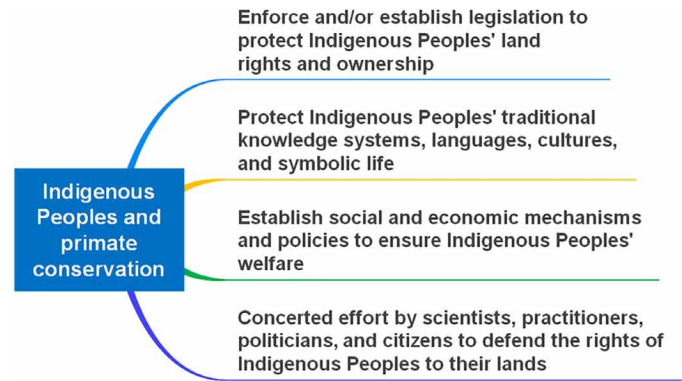 Enforce and/or establish legislation to
protect Indigenous Peoples' land
rights and ownership
Protect Indigenous Peoples' traditional
knowledge systems, languages, cultures,
and symbolic life
Indigenous
Peoples and
primate
conservation
Establish social and economic mechanisms
and policies to ensure Indigenous Peoples'
welfare
Concerted effort by scientists, practitioners,
politicians, and citizens to defend the rights of
Indigenous Peoples to their lands